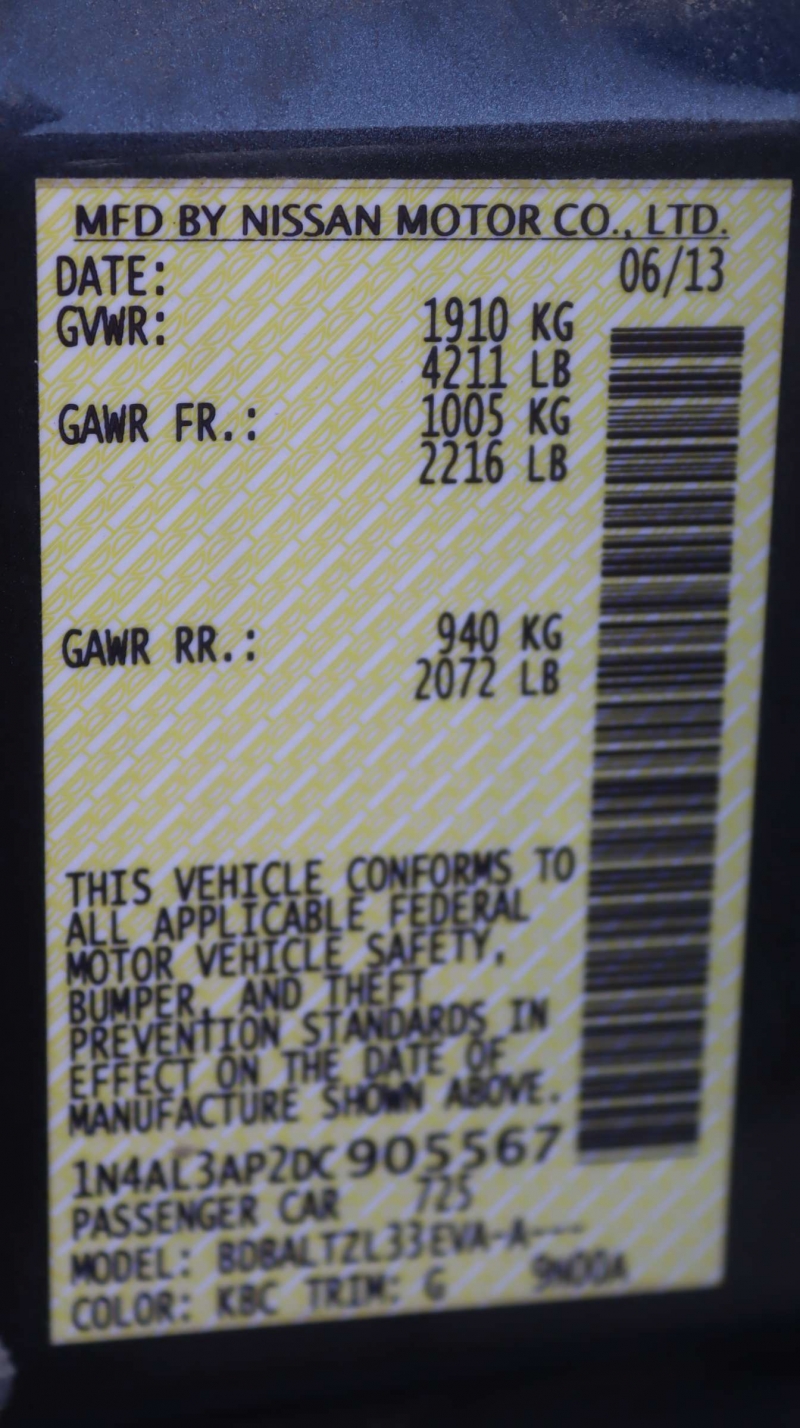 MFD BY NISSAN MOTOR CO., LTD.
DATE: 06/13
GVWR: 1910 KG
4211 LB
GAWR FR.: 1005 KG
2216 LB
GAWR RR.: 940 KG
2072 LB
THIS VEHICLE CONFORMS TO
ALL APPLICABLE FEDERAL
MOTOR VEHICLE SAFETY,
BUMPER, AND THEFT
PREVENTION STANDARDS IN
EFFECT ON THE DATE OF
MANUFACTURE SHOWN ABOVE.
1N4AL3AP2DC905567
PASSENGER CAR 725
MODEL: BDBALTZL33EVA-A---
COLOR: KBC TRIM: G 9N00A